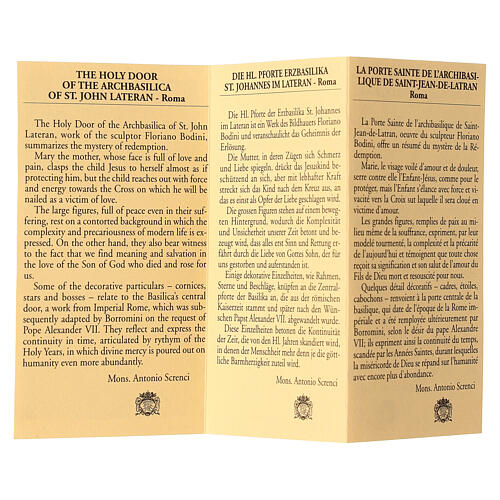 THE HOLY DOOR
OF THE ARCHBASILICA
OF ST. JOHN LATERAN - Roma
The Holy Door of the Archbasilica of St. John
Lateran, work of the sculptor Floriano Bodini,
summarizes the mystery of redemption.
Mary the mother, whose face is full of love and
pain, clasps the child Jesus to herself almost as if
protecting him, but the child reaches out with force
and energy towards the Cross on which he will be
nailed as a victim of love.
The large figures, full of peace even in their suf-
fering, rest on a contorted background in which the
complexity and precariousness of modern life is ex-
pressed. On the other hand, they also bear witness
to the fact that we find meaning and salvation in
the love of the Son of God who died and rose for
us.
Some of the decorative particulars – cornices,
stars and bosses – relate to the Basilica's central
door, a work from Imperial Rome, which was sub-
sequently adapted by Borromini at the request of
Pope Alexander VII. They reflect and express the
continuity in time, articulated by rythym of the
Holy Years, in which divine mercy is poured out on
humanity even more abundantly.
Mons. Antonio Screnci
DIE HL. PFORTE ERZBASILIKA
ST. JOHANNES IM LATERAN - Roma
Die Hl. Pforte der Erzbasilika St. Johannes
im Lateran ist ein Werk des Bildhauers Floriano
Bodini und veranschaulicht das Geheimnis der
Erlösung.
Die Mutter, in deren Zügen sich Schmerz
und Liebe spiegeln, drückt das Jesuskind be-
schützend an sich, aber mit lebhafter Kraft
streckt sich das Kind nach dem Kreuz aus, an
das es einst als Opfer der Liebe geschlagen wird.
Die grossen Figuren stehen auf einem beweg-
ten Hintergrund, wodurch die Komplexität
und Unsicherheit unserer Zeit betont und be-
zeugt wird, dass alles erst Sinn und Rettung er-
fährt durch die Liebe von Gottes Sohn, der für
uns gestorben und auferstanden ist.
Einige dekorative Einzelheiten, wie Rahmen,
Sterne und Beschläge, knüpfen an die Zentral-
pforte der Basilika an, die aus der römischen
Kaiserzeit stammt und später nach den Wün-
schen Papst Alexander VII. abgewandelt wurde.
Diese Einzelheiten betonen die Kontinuität
der Zeit, die von den Hl. Jahren skandiert wird,
in denen der Menschheit mehr denn je die gött-
liche Barmherzigkeit zuteil wird.
Mons. Antonio Screnci
LA PORTE SAINTE DE L'ARCHIBASI-
LIQUE DE SAINT-JEAN-DE-LATRAN
Roma
La Porte Sainte de l'archibasilique de Saint-
Jean-de-Latran, oeuvre du sculpteur Floriano
Bodini, offre un résumé du mystère de la Ré-
demption.
Marie, le visage voilé d'amour et de douleur,
serre contre elle l'Enfant-Jésus, comme pour le
protéger, mais l'Enfant s'élance avec force et vi-
vacité vers la Croix sur laquelle il sera cloué en
victime d'amour.
Les grandes figures, remplies de paix au mi-
lieu même de la souffrance, expriment, par leur
modelé tourmenté, la complexité et la précarité
de l'aujourd'hui et témoignent que toute chose
reçoit sa signification et son salut de l'amour du
Fils de Dieu mort et ressuscité pour nous.
Quelques détail décoratifs – cadres, étoiles,
cabochons – renvoient à la porte centrale de la
basilique, qui date de l'époque de la Rome im-
périale et a été remployée ultérieurement par
Borromini, selon le désir du pape Alexandre
VII; ils expriment ainsi la continuité du temps,
scandée par les Années Saintes, durant lesquelles
la miséricorde de Dieu se répand sur l'humanité
avec encore plus d'abondance.
Mons. Antonio Screnci